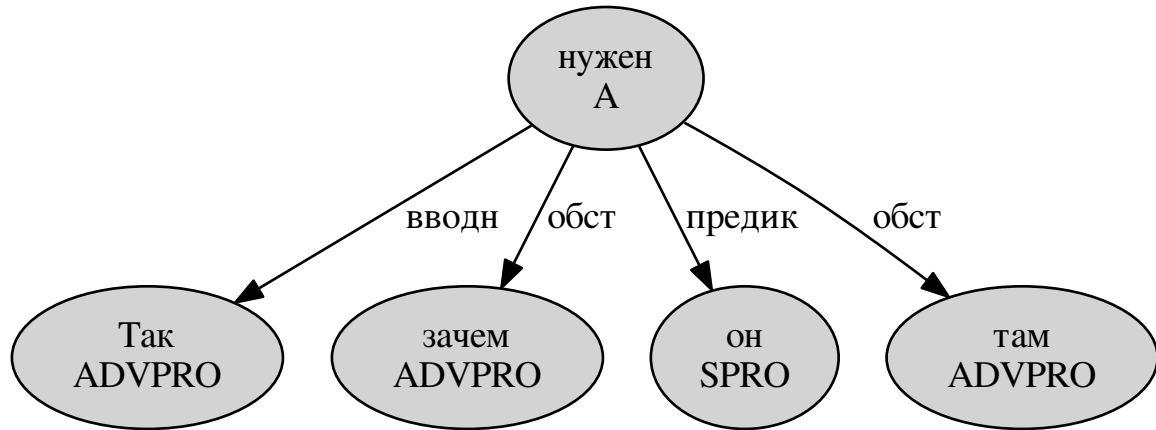 нужен
A
вводн
обст
предик
обст
Так
ADVPRO
зачем
ADVPRO
он
SPRO
там
ADVPRO